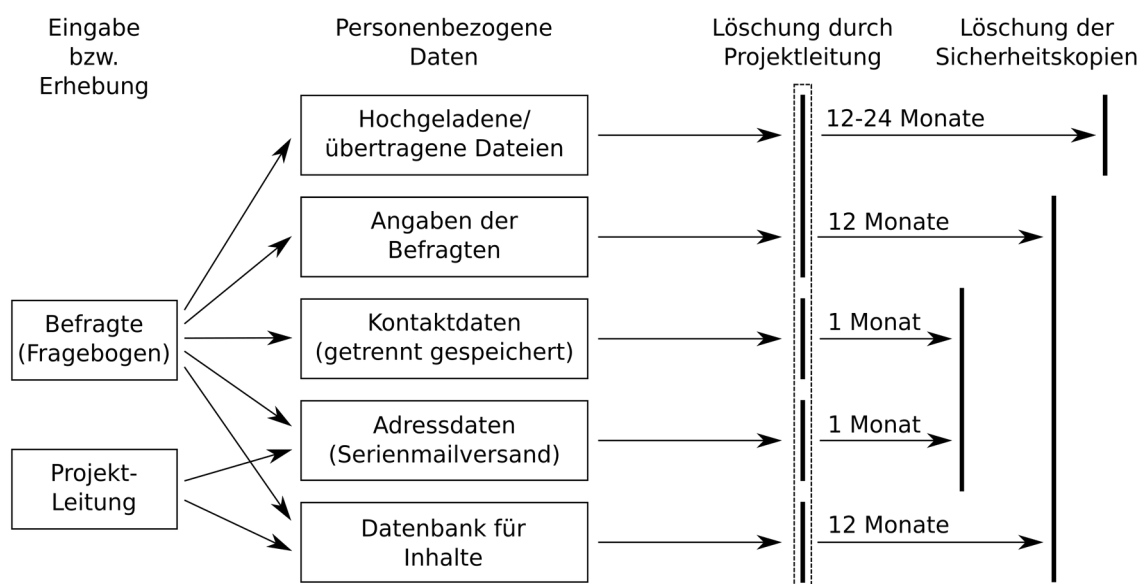 Eingabe
bzw.
Erhebung
Personenbezogene
Daten
Löschung durch
Projektleitung
Löschung der
Sicherheitskopien
Hochgeladene/
übertragene Dateien
12-24 Monate
Angaben der
Befragten
12 Monate
Befragte
(Fragebogen)
Kontaktdaten
(getrennt gespeichert)
1 Monat
Adressdaten
(Serienmailversand)
1 Monat
Projekt-
Leitung
Datenbank für
Inhalte
12 Monate